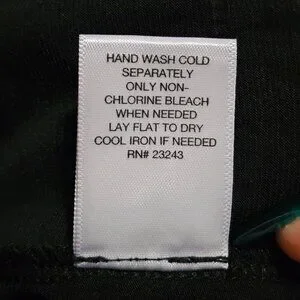 HAND WASH COLD
SEPARATELY
ONLY NON-
CHLORINE BLEACH
WHEN NEEDED
LAY FLAT TO DRY
COOL IRON IF NEEDED
RN# 23243